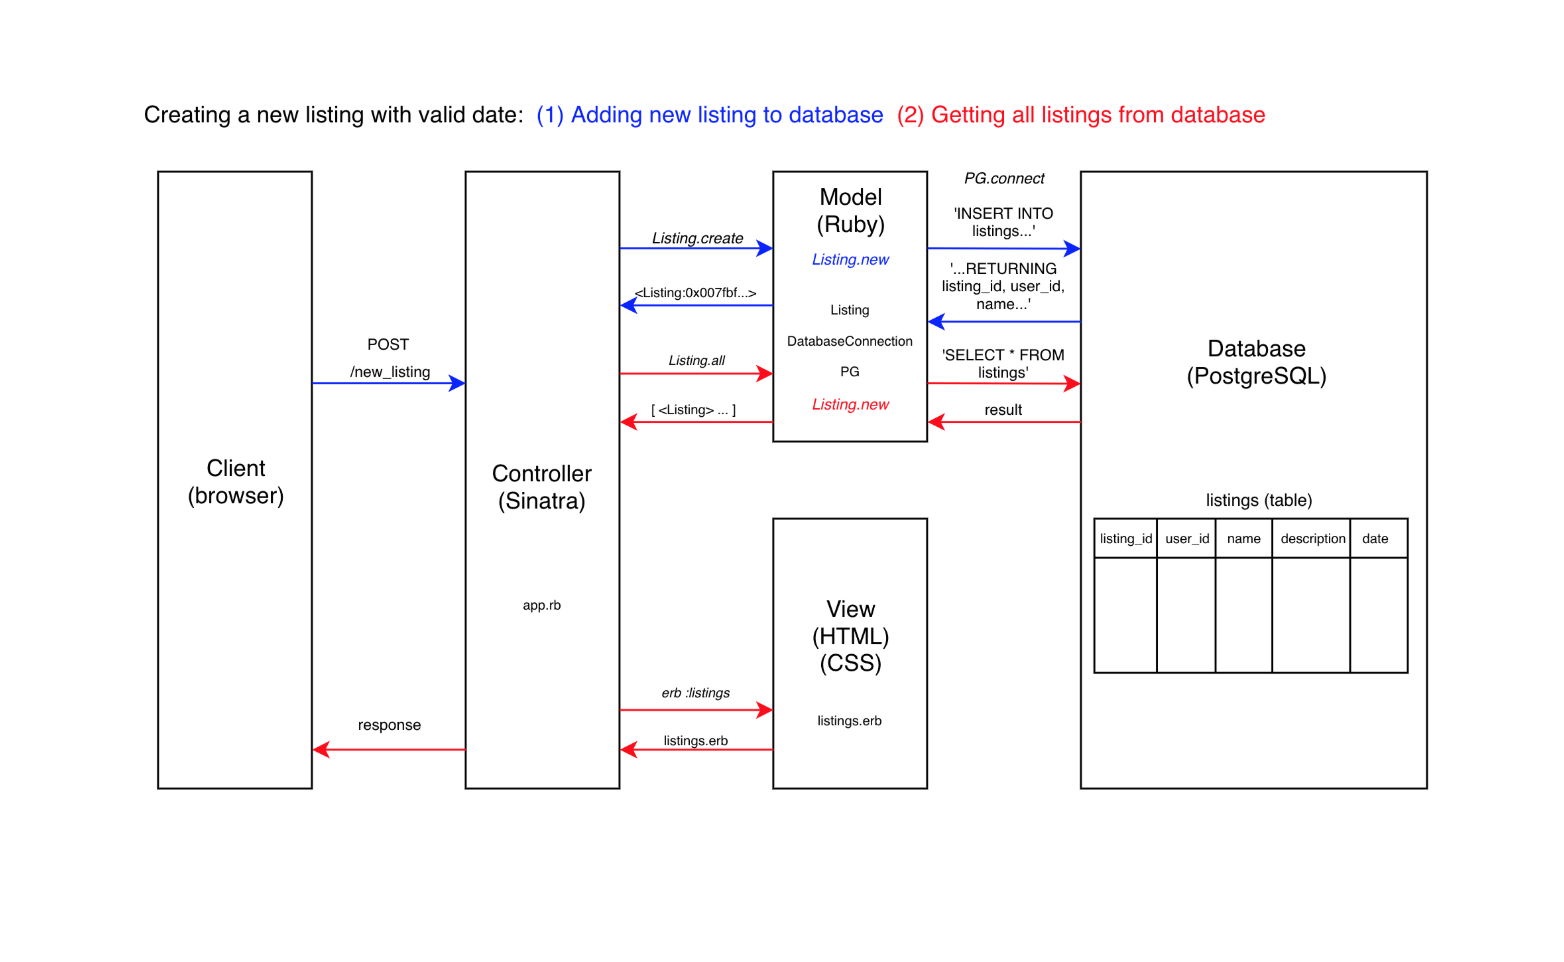 Creating a new listing with valid date:  (1) Adding new listing to database  (2) Getting all listings from database
Client
(browser)
POST
/new_listing
response
Controller
(Sinatra)
app.rb
Listing.create
<Listing:0x007fbf...>
Listing.all
[ <Listing> ... ]
erb :listings
listings.erb
Model
(Ruby)
Listing.new
Listing
DatabaseConnection
PG
Listing.new
View
(HTML)
(CSS)
listings.erb
PG.connect
'INSERT INTO
listings...'
'...RETURNING
listing_id, user_id,
name...'
'SELECT * FROM
listings'
result
Database
(PostgreSQL)
listings (table)
listing_id user_id name description date